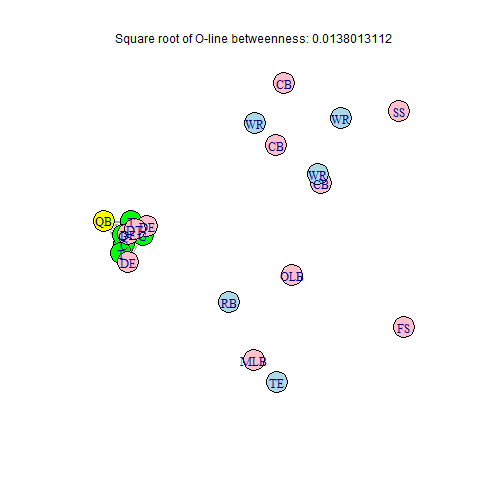 Square root of O-line betweenness: 0.0138013112
CB
WR
WR
SS
CB
WR
CB
QB
DE
DT
DE
OLB
RB
FS
MLB
TE